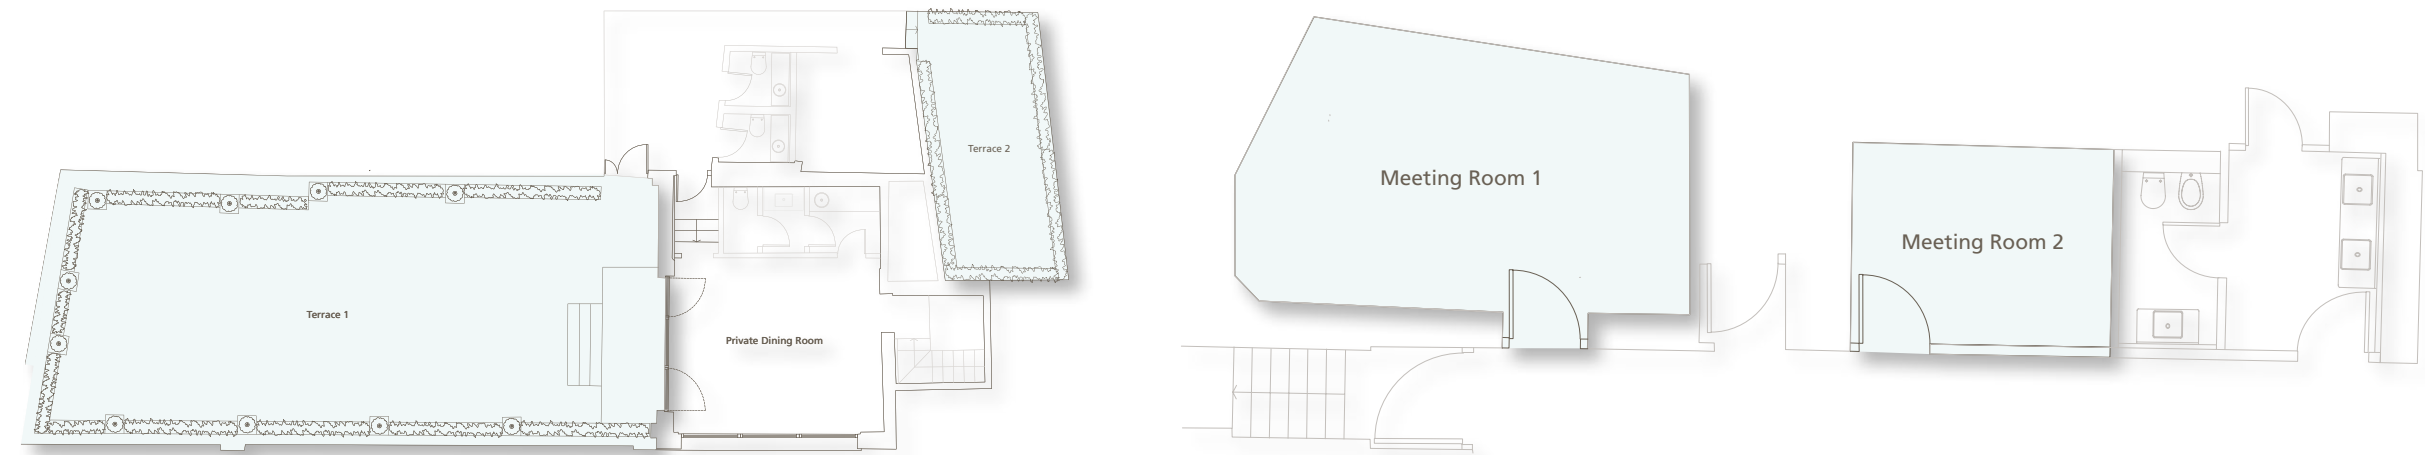 Terrace 2
Terrace 1
Private Dining Room
Meeting Room 1
Meeting Room 2